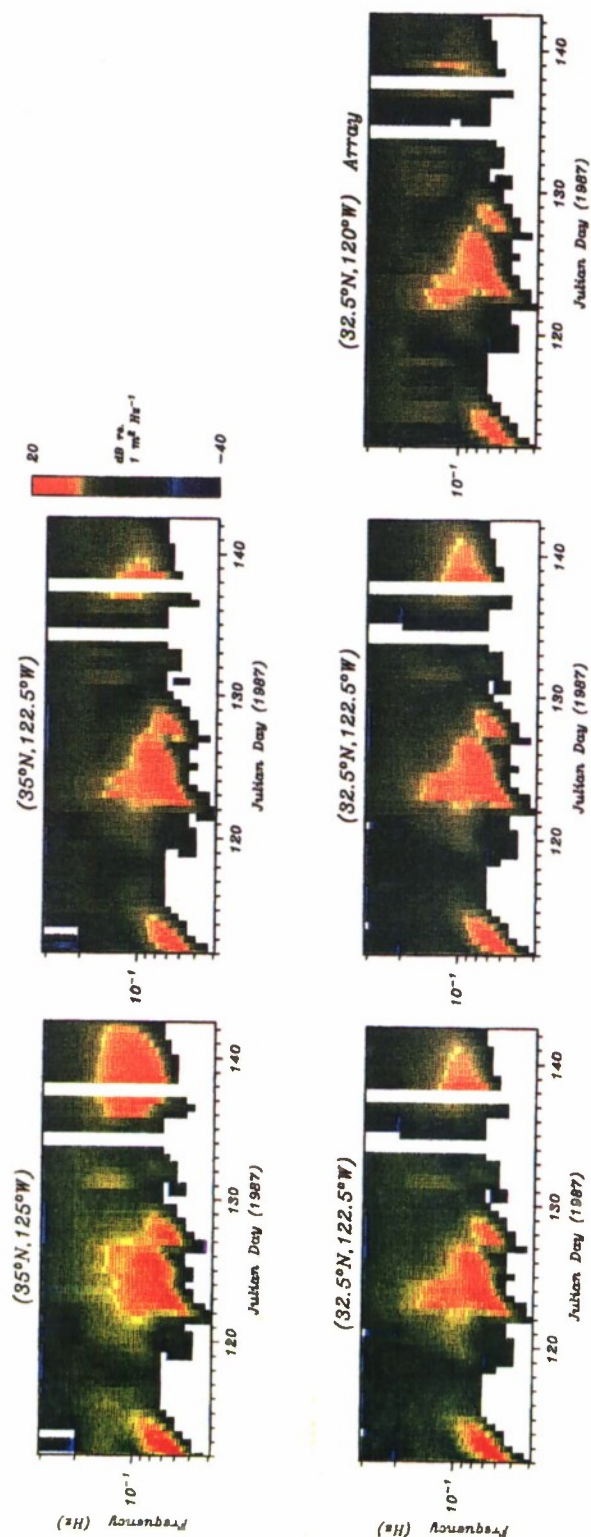 (35°N,125°W)
Frequency (Hz)
10⁻¹
120
130
140
Julian Day (1987)
(35°N,122.5°W)
10⁻¹
120
130
140
Julian Day (1987)
20
dB re.
1 m² Hz⁻¹
-40
(32.5°N,122.5°W)
Frequency (Hz)
10⁻¹
120
130
140
Julian Day (1987)
(32.5°N,122.5°W)
10⁻¹
120
130
140
Julian Day (1987)
(32.5°N,120°W) Array
10⁻¹
120
130
140
Julian Day (1987)